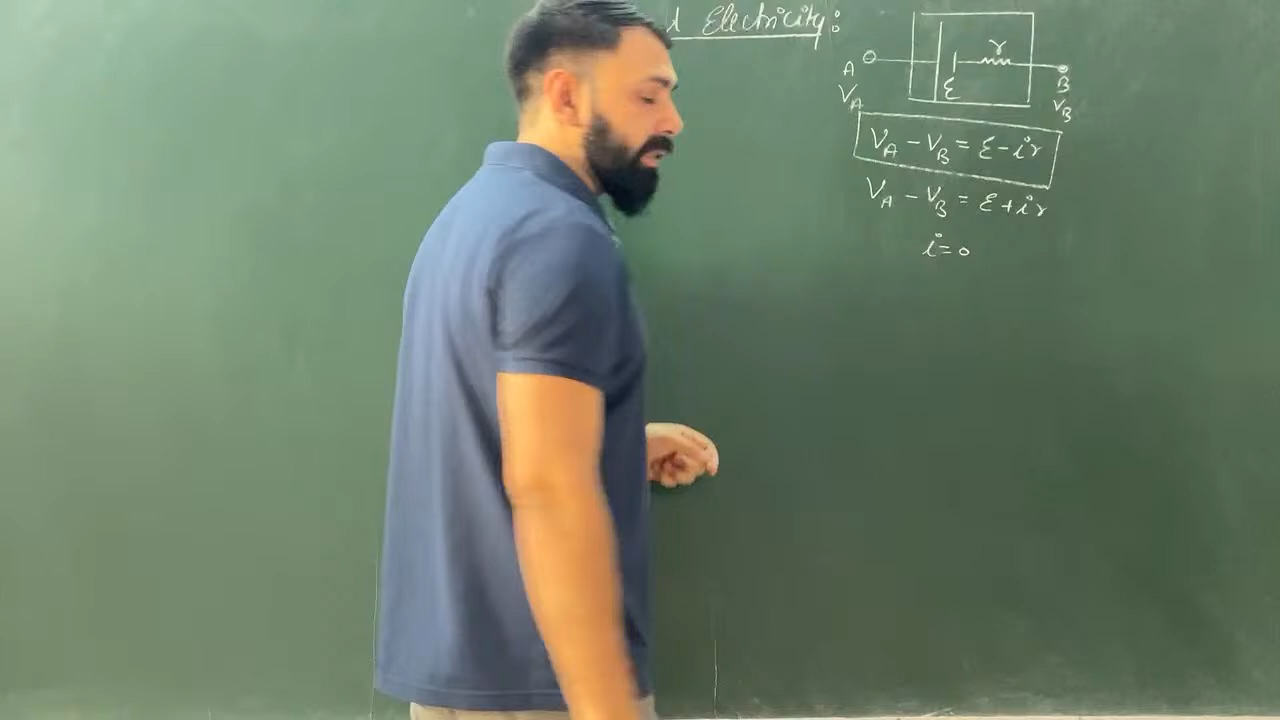 Electricity:
r
A B
ε
V_A V_B
V_A - V_B = ε - ir
V_A - V_B = ε + ir
i = 0